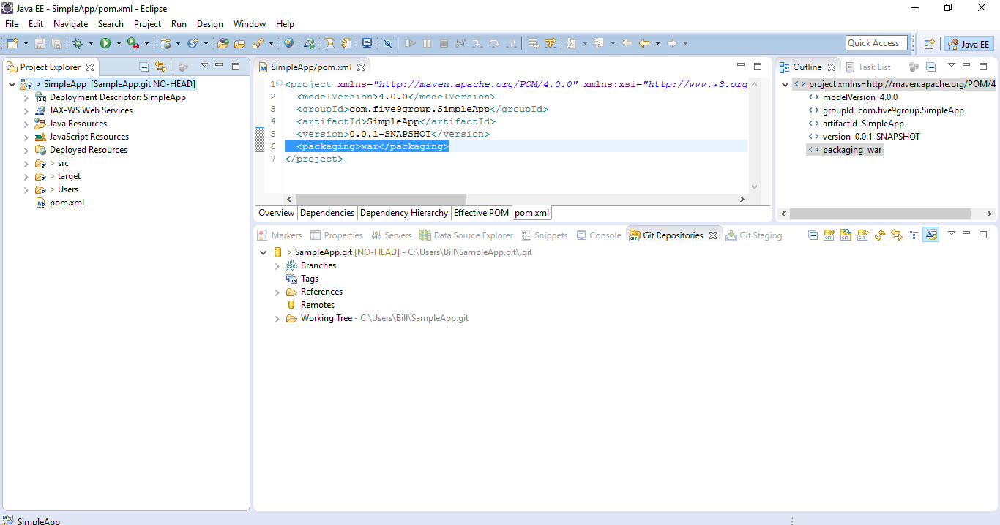 Java EE - SimpleApp/pom.xml - Eclipse
File Edit Navigate Search Project Run Design Window Help
Quick Access
Java EE
Project Explorer
> SimpleApp [SampleApp.git NO-HEAD]
Deployment Descriptor: SimpleApp
JAX-WS Web Services
Java Resources
JavaScript Resources
Deployed Resources
> src
> target
> Users
pom.xml
SimpleApp/pom.xml
1 <project xmlns="http://maven.apache.org/POM/4.0.0" xmlns:xsi="http://www.w3.org
2 <modelVersion>4.0.0</modelVersion>
3 <groupId>com.five9group.SimpleApp</groupId>
4 <artifactId>SimpleApp</artifactId>
5 <version>0.0.1-SNAPSHOT</version>
6 <packaging>war</packaging>
7 </project>
Overview Dependencies Dependency Hierarchy Effective POM pom.xml
Outline Task List
project xmlns=http://maven.apache.org/POM/4
modelVersion 4.0.0
groupId com.five9group.SimpleApp
artifactId SimpleApp
version 0.0.1-SNAPSHOT
packaging war
Markers Properties Servers Data Source Explorer Snippets Console Git Repositories Git Staging
> SampleApp.git [NO-HEAD] - C:\Users\Bill\SampleApp.git\.git
Branches
Tags
References
Remotes
Working Tree - C:\Users\Bill\SampleApp.git
SimpleApp